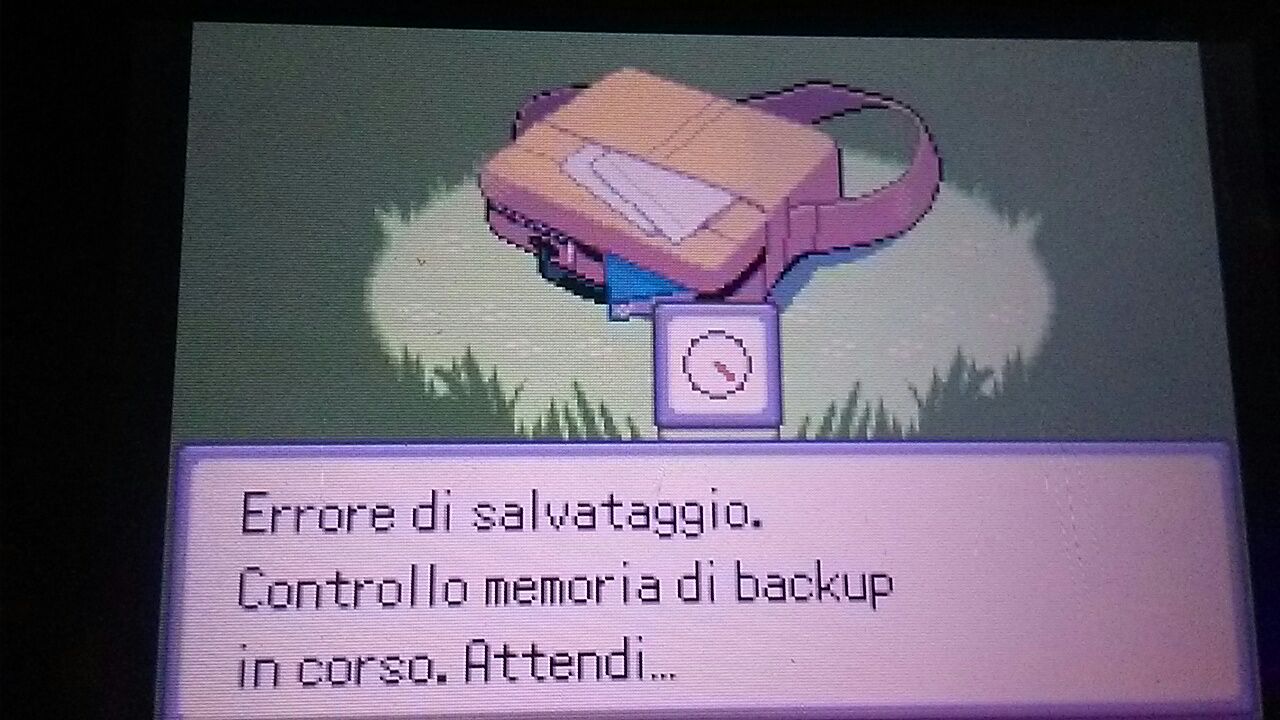 Errore di salvataggio.
Controllo memoria di backup
in corso. Attendi...